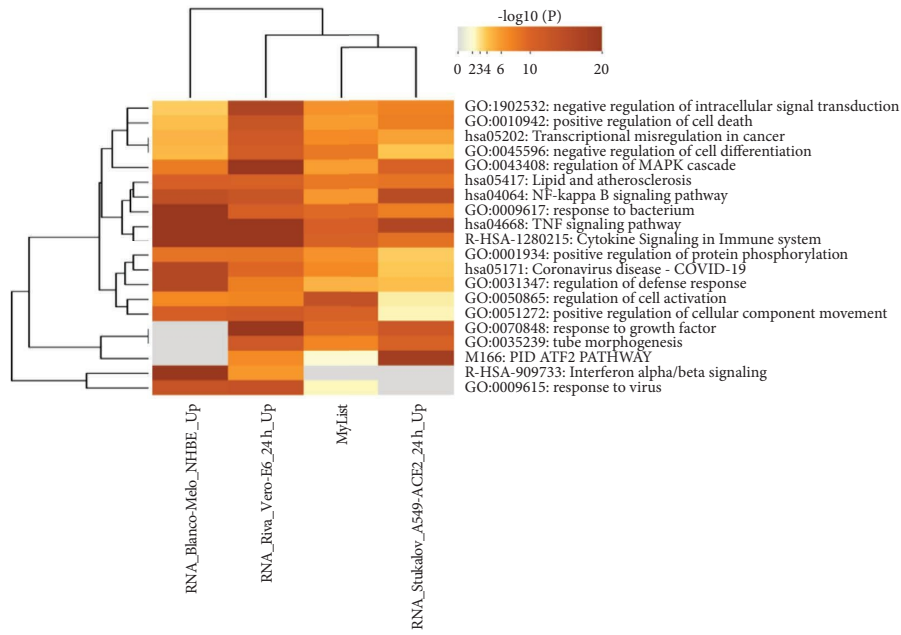 -log10 (P)
0 234 6 10 20
GO:1902532: negative regulation of intracellular signal transduction
GO:0010942: positive regulation of cell death
hsa05202: Transcriptional misregulation in cancer
GO:0045596: negative regulation of cell differentiation
GO:0043408: regulation of MAPK cascade
hsa05417: Lipid and atherosclerosis
hsa04064: NF-kappa B signaling pathway
GO:0009617: response to bacterium
hsa04668: TNF signaling pathway
R-HSA-1280215: Cytokine Signaling in Immune system
GO:0001934: positive regulation of protein phosphorylation
hsa05171: Coronavirus disease - COVID-19
GO:0031347: regulation of defense response
GO:0050865: regulation of cell activation
GO:0051272: positive regulation of cellular component movement
GO:0070848: response to growth factor
GO:0035239: tube morphogenesis
M166: PID ATF2 PATHWAY
R-HSA-909733: Interferon alpha/beta signaling
GO:0009615: response to virus
RNA_Blanco-Melo_NHBE_Up
RNA_Riva_Vero-E6_24 h_Up
MyList
RNA_Stukalov_A549-ACE2_24 h_Up